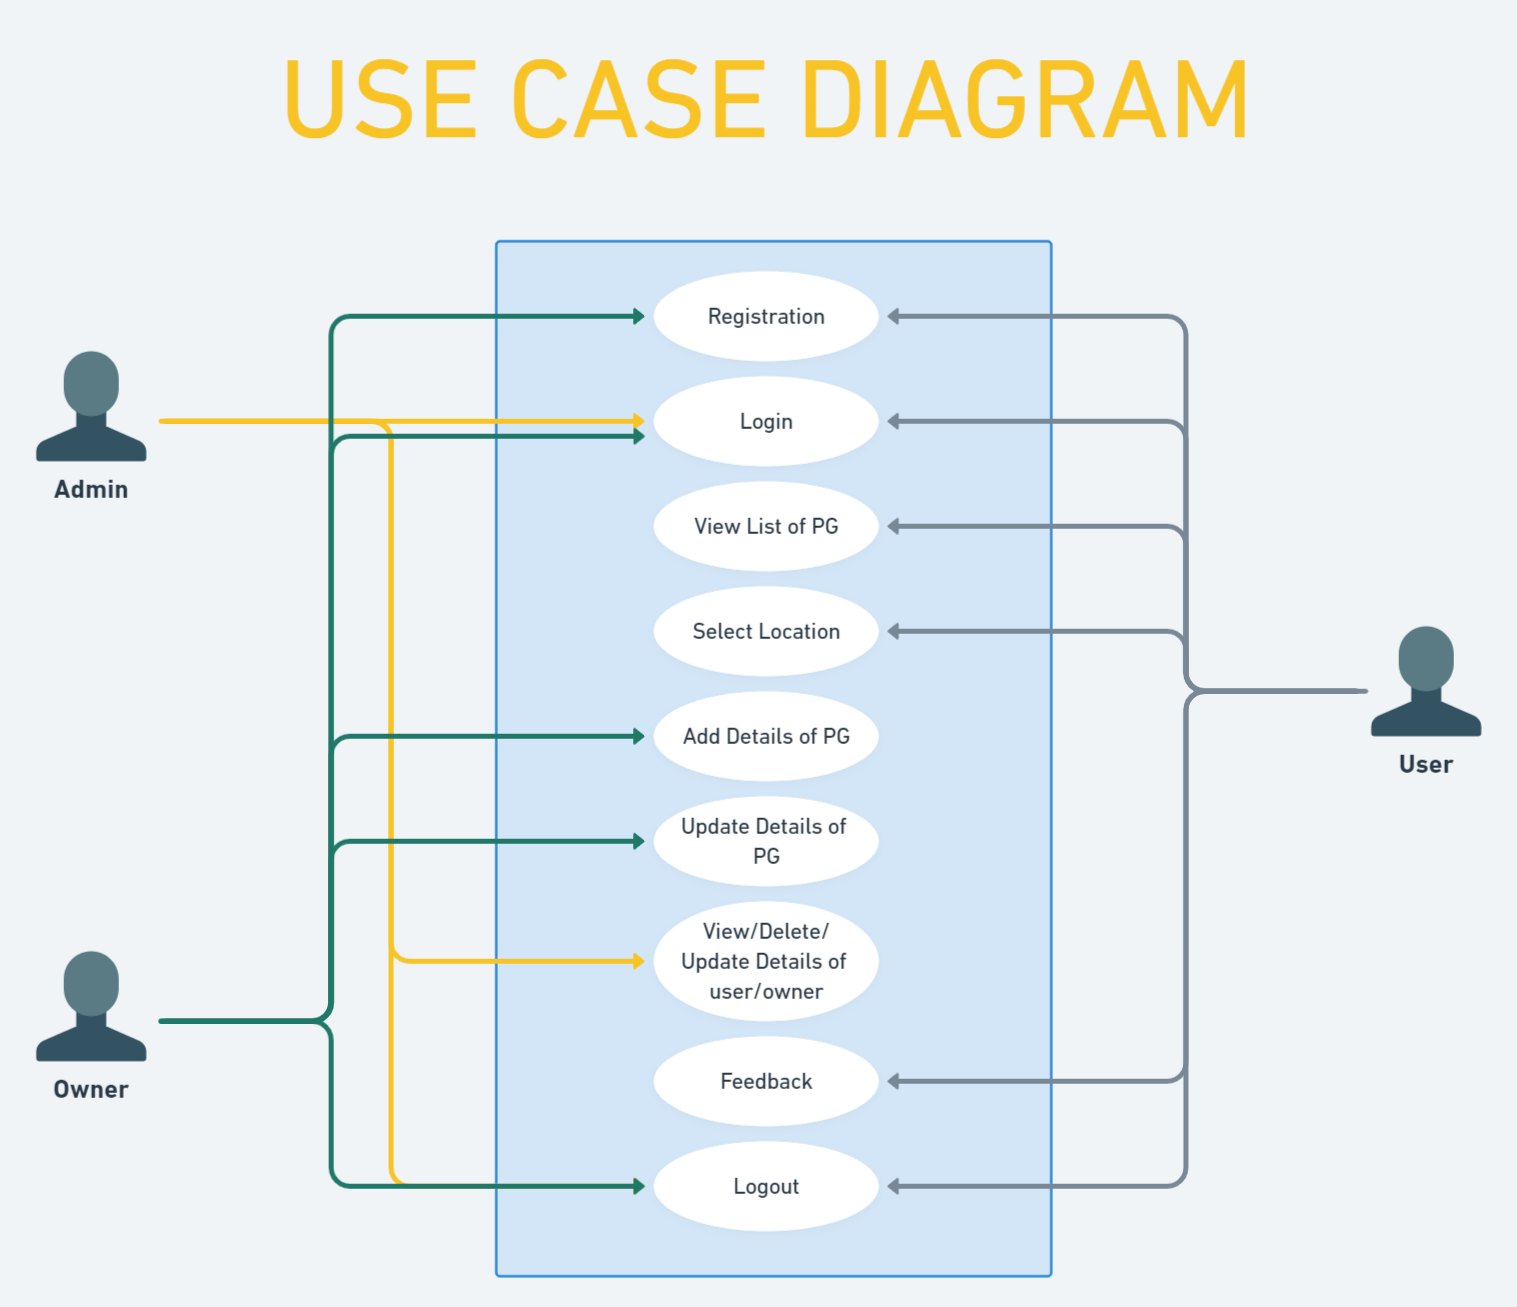 USE CASE DIAGRAM
Registration
Login
Admin
View List of PG
Select Location
Add Details of PG
User
Update Details of
PG
View/Delete/
Update Details of
user/owner
Owner
Feedback
Logout